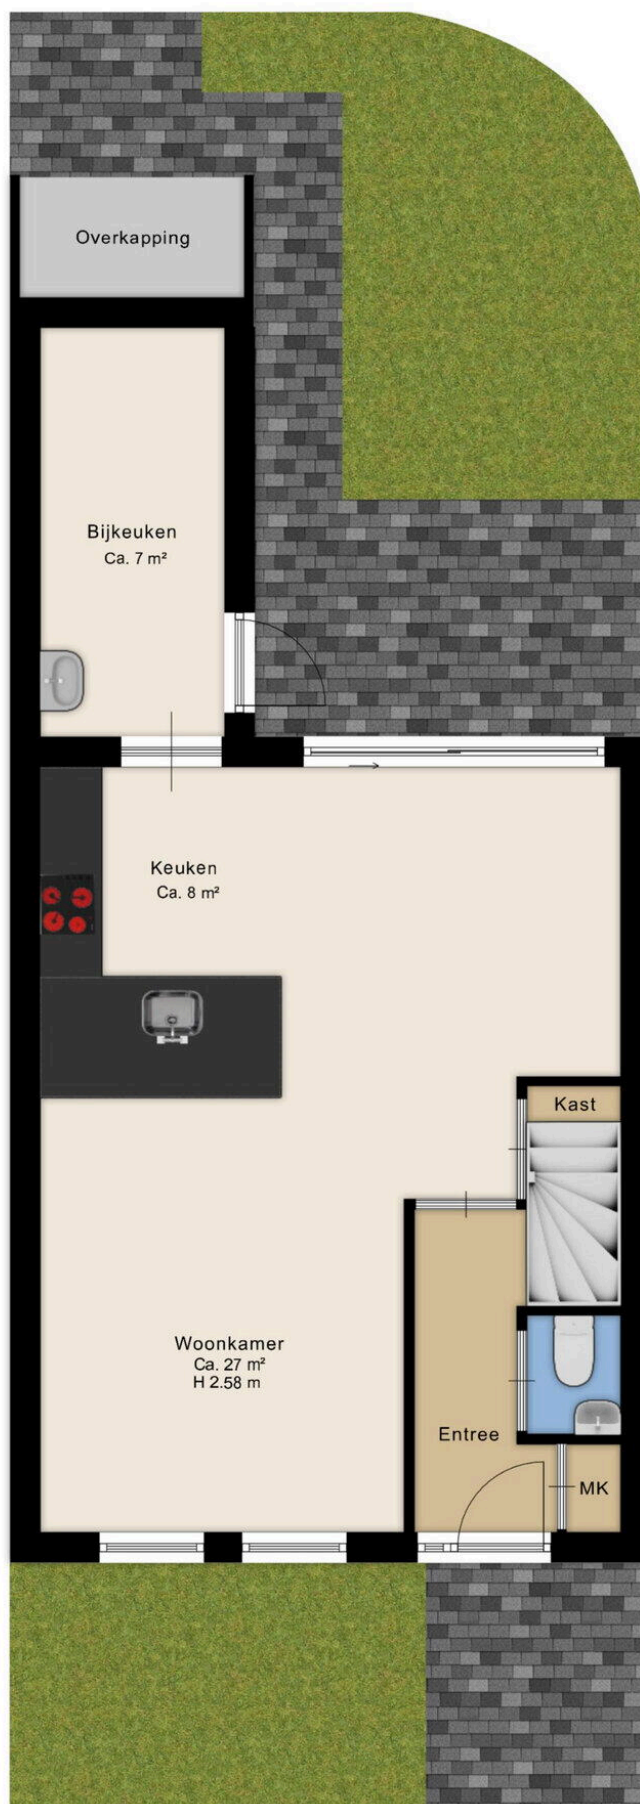 Overkapping
Bijkeuken
Ca. 7 m²
Keuken
Ca. 8 m²
Kast
Woonkamer
Ca. 27 m²
H 2.58 m
Entree
MK